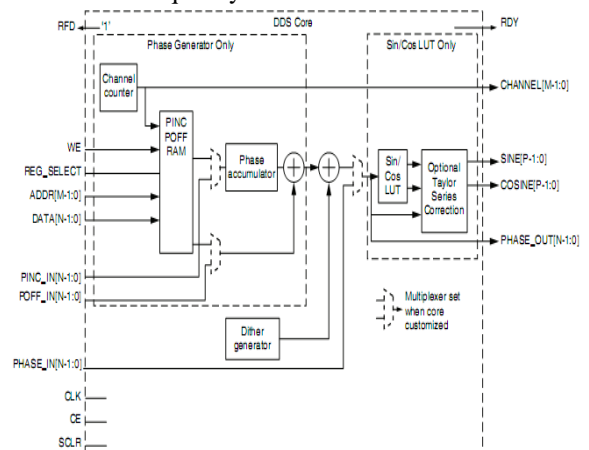 RFD
'1'
DDS Core
RDY
Phase Generator Only
Sin/Cos LUT Only
Channel
counter
CHANNEL[M-1:0]
PINC
POFF
RAM
WE
REG_SELECT
ADDR[M-1:0]
DATA[N-1:0]
Phase
accumulator
Sin/
Cos
LUT
Optional
Taylor
Series
Correction
SINE[P-1:0]
COSINE[P-1:0]
PHASE_OUT[N-1:0]
PINC_IN[N-1:0]
POFF_IN[N-1:0]
Multiplexer set
when core
customized
Dither
generator
PHASE_IN[N-1:0]
CLK
CE
SCLR